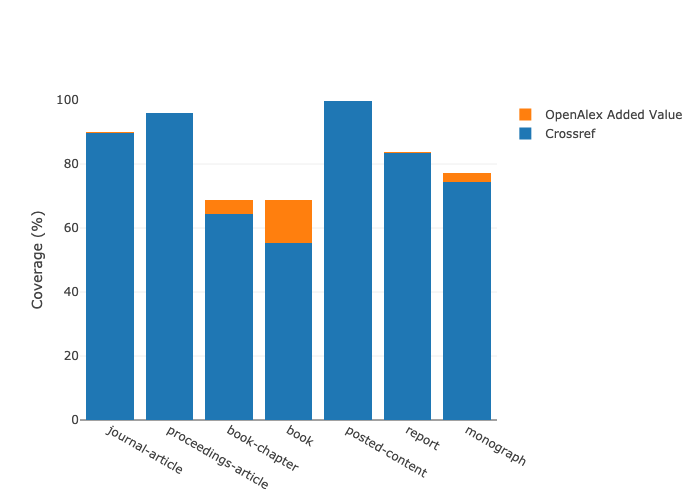 100
80
60
40
20
0
Coverage (%)
journal-article
proceedings-article
book-chapter
book
posted-content
report
monograph
OpenAlex Added Value
Crossref